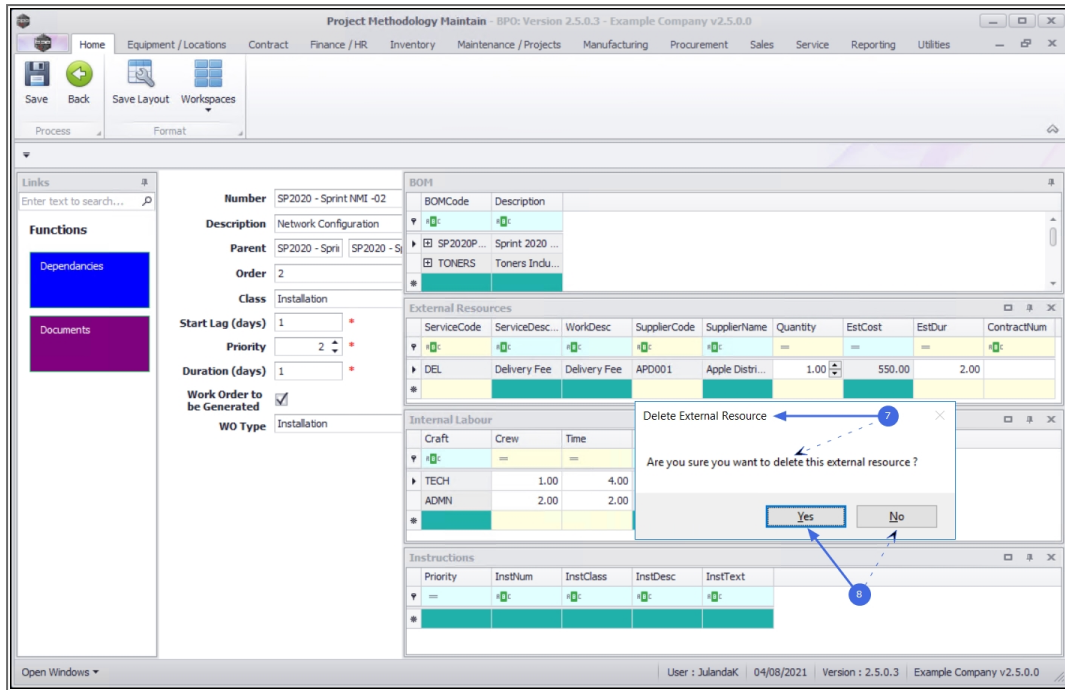 Project Methodology Maintain - BPO: Version 2.5.0.3 - Example Company v2.5.0.0
Home Equipment / Locations Contract Finance / HR Inventory Maintenance / Projects Manufacturing Procurement Sales Service Reporting Utilities
Save Back Save Layout Workspaces
Process Format
Links
Enter text to search...
Functions
Dependancies
Documents
Number SP2020 - Sprint NMI -02
Description Network Configuration
Parent SP2020 - Spri SP2020 - Sp
Order 2
Class Installation
Start Lag (days) 1 *
Priority 2 *
Duration (days) 1 *
Work Order to
be Generated
WO Type Installation
BOM
BOMCode Description
SP2020P... Sprint 2020 ...
TONERS Toners Inclu...
External Resources
ServiceCode ServiceDesc... WorkDesc SupplierCode SupplierName Quantity EstCost EstDur ContractNum
= = =
DEL Delivery Fee Delivery Fee APD001 Apple Distri... 1.00 550.00 2.00
Internal Labour
Craft Crew Time
= =
TECH 1.00 4.00
ADMN 2.00 2.00
Delete External Resource
7
Are you sure you want to delete this external resource ?
Yes No
8
Instructions
Priority InstNum InstClass InstDesc InstText
=
Open Windows User : JulandaK 04/08/2021 Version : 2.5.0.3 Example Company v2.5.0.0